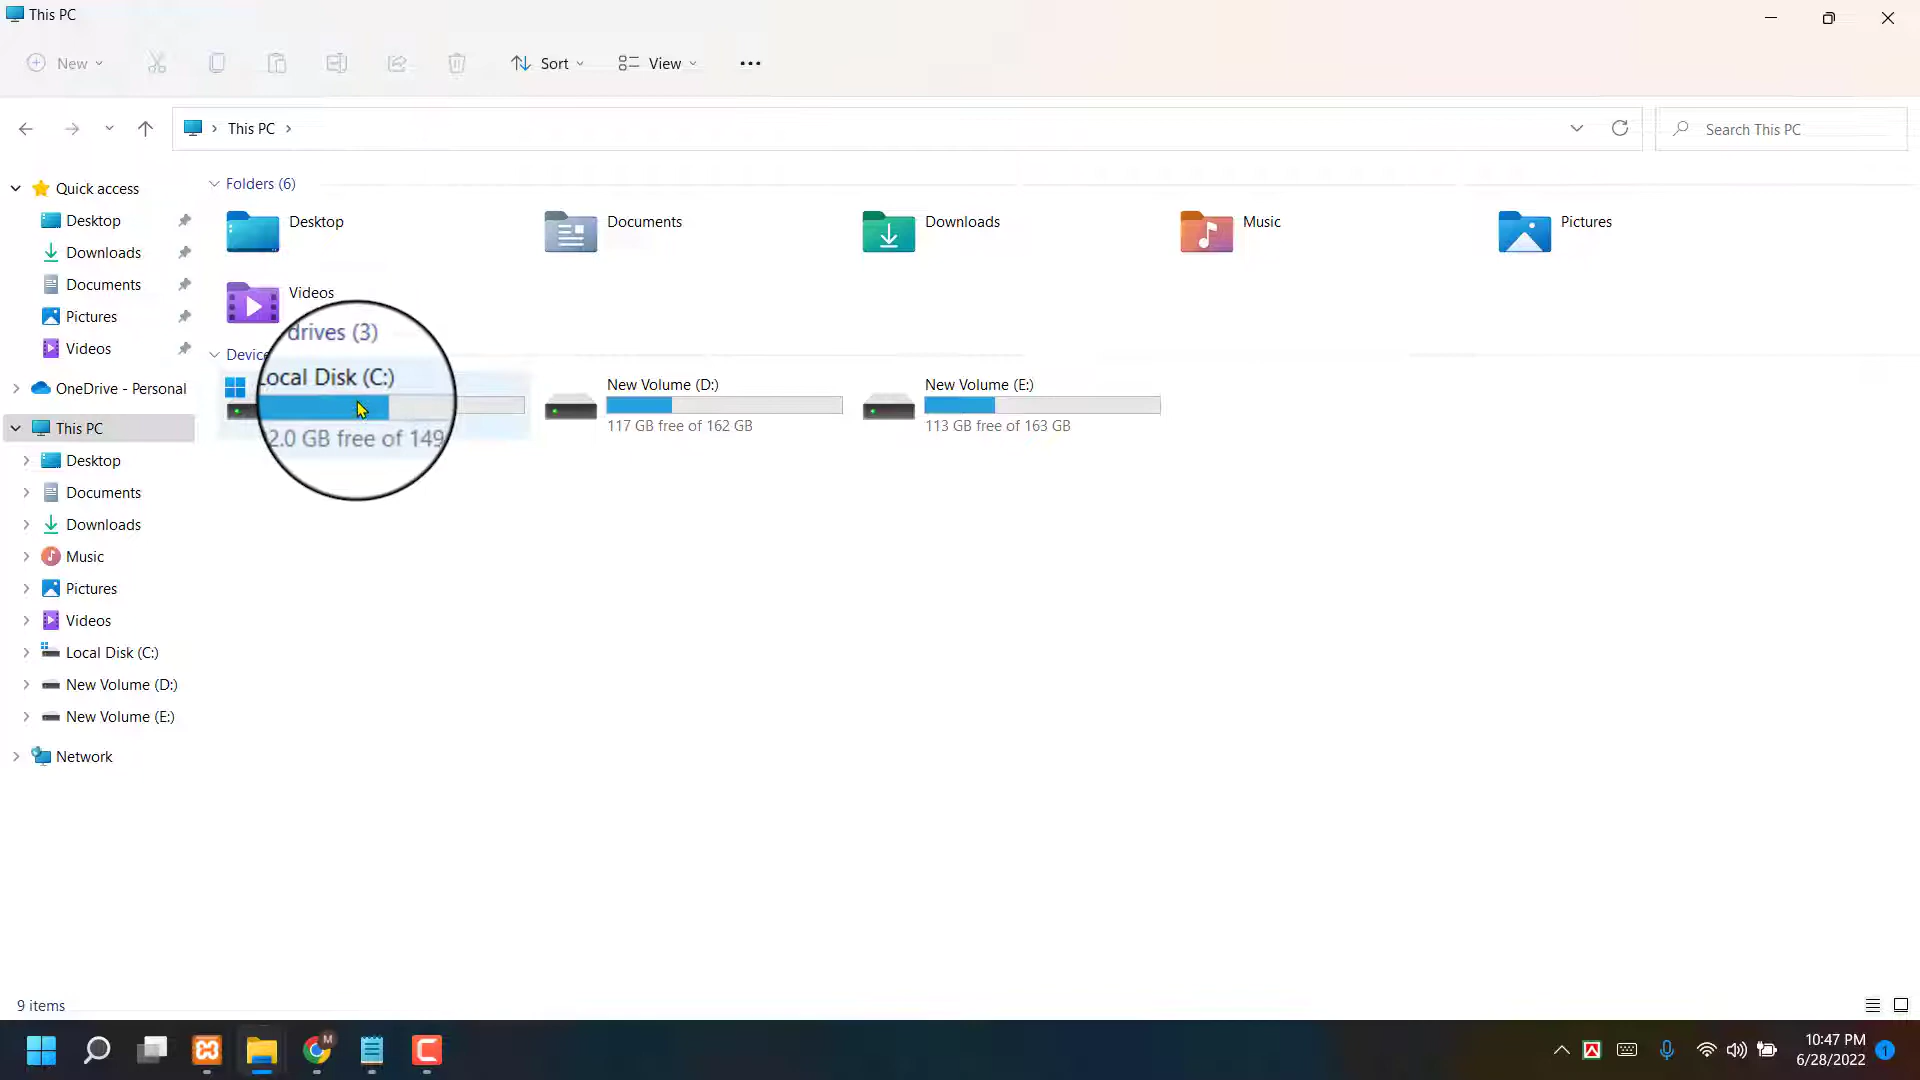 This PC
New
Sort
View
This PC
Search This PC
Quick access
Desktop
Downloads
Documents
Pictures
Videos
OneDrive - Personal
This PC
Desktop
Documents
Downloads
Music
Pictures
Videos
Local Disk (C:)
New Volume (D:)
New Volume (E:)
Network
Folders (6)
Desktop
Documents
Downloads
Music
Pictures
Videos
drives (3)
Local Disk (C:)
2.0 GB free of 149
New Volume (D:)
117 GB free of 162 GB
New Volume (E:)
113 GB free of 163 GB
9 items
M
10:47 PM
6/28/2022
1